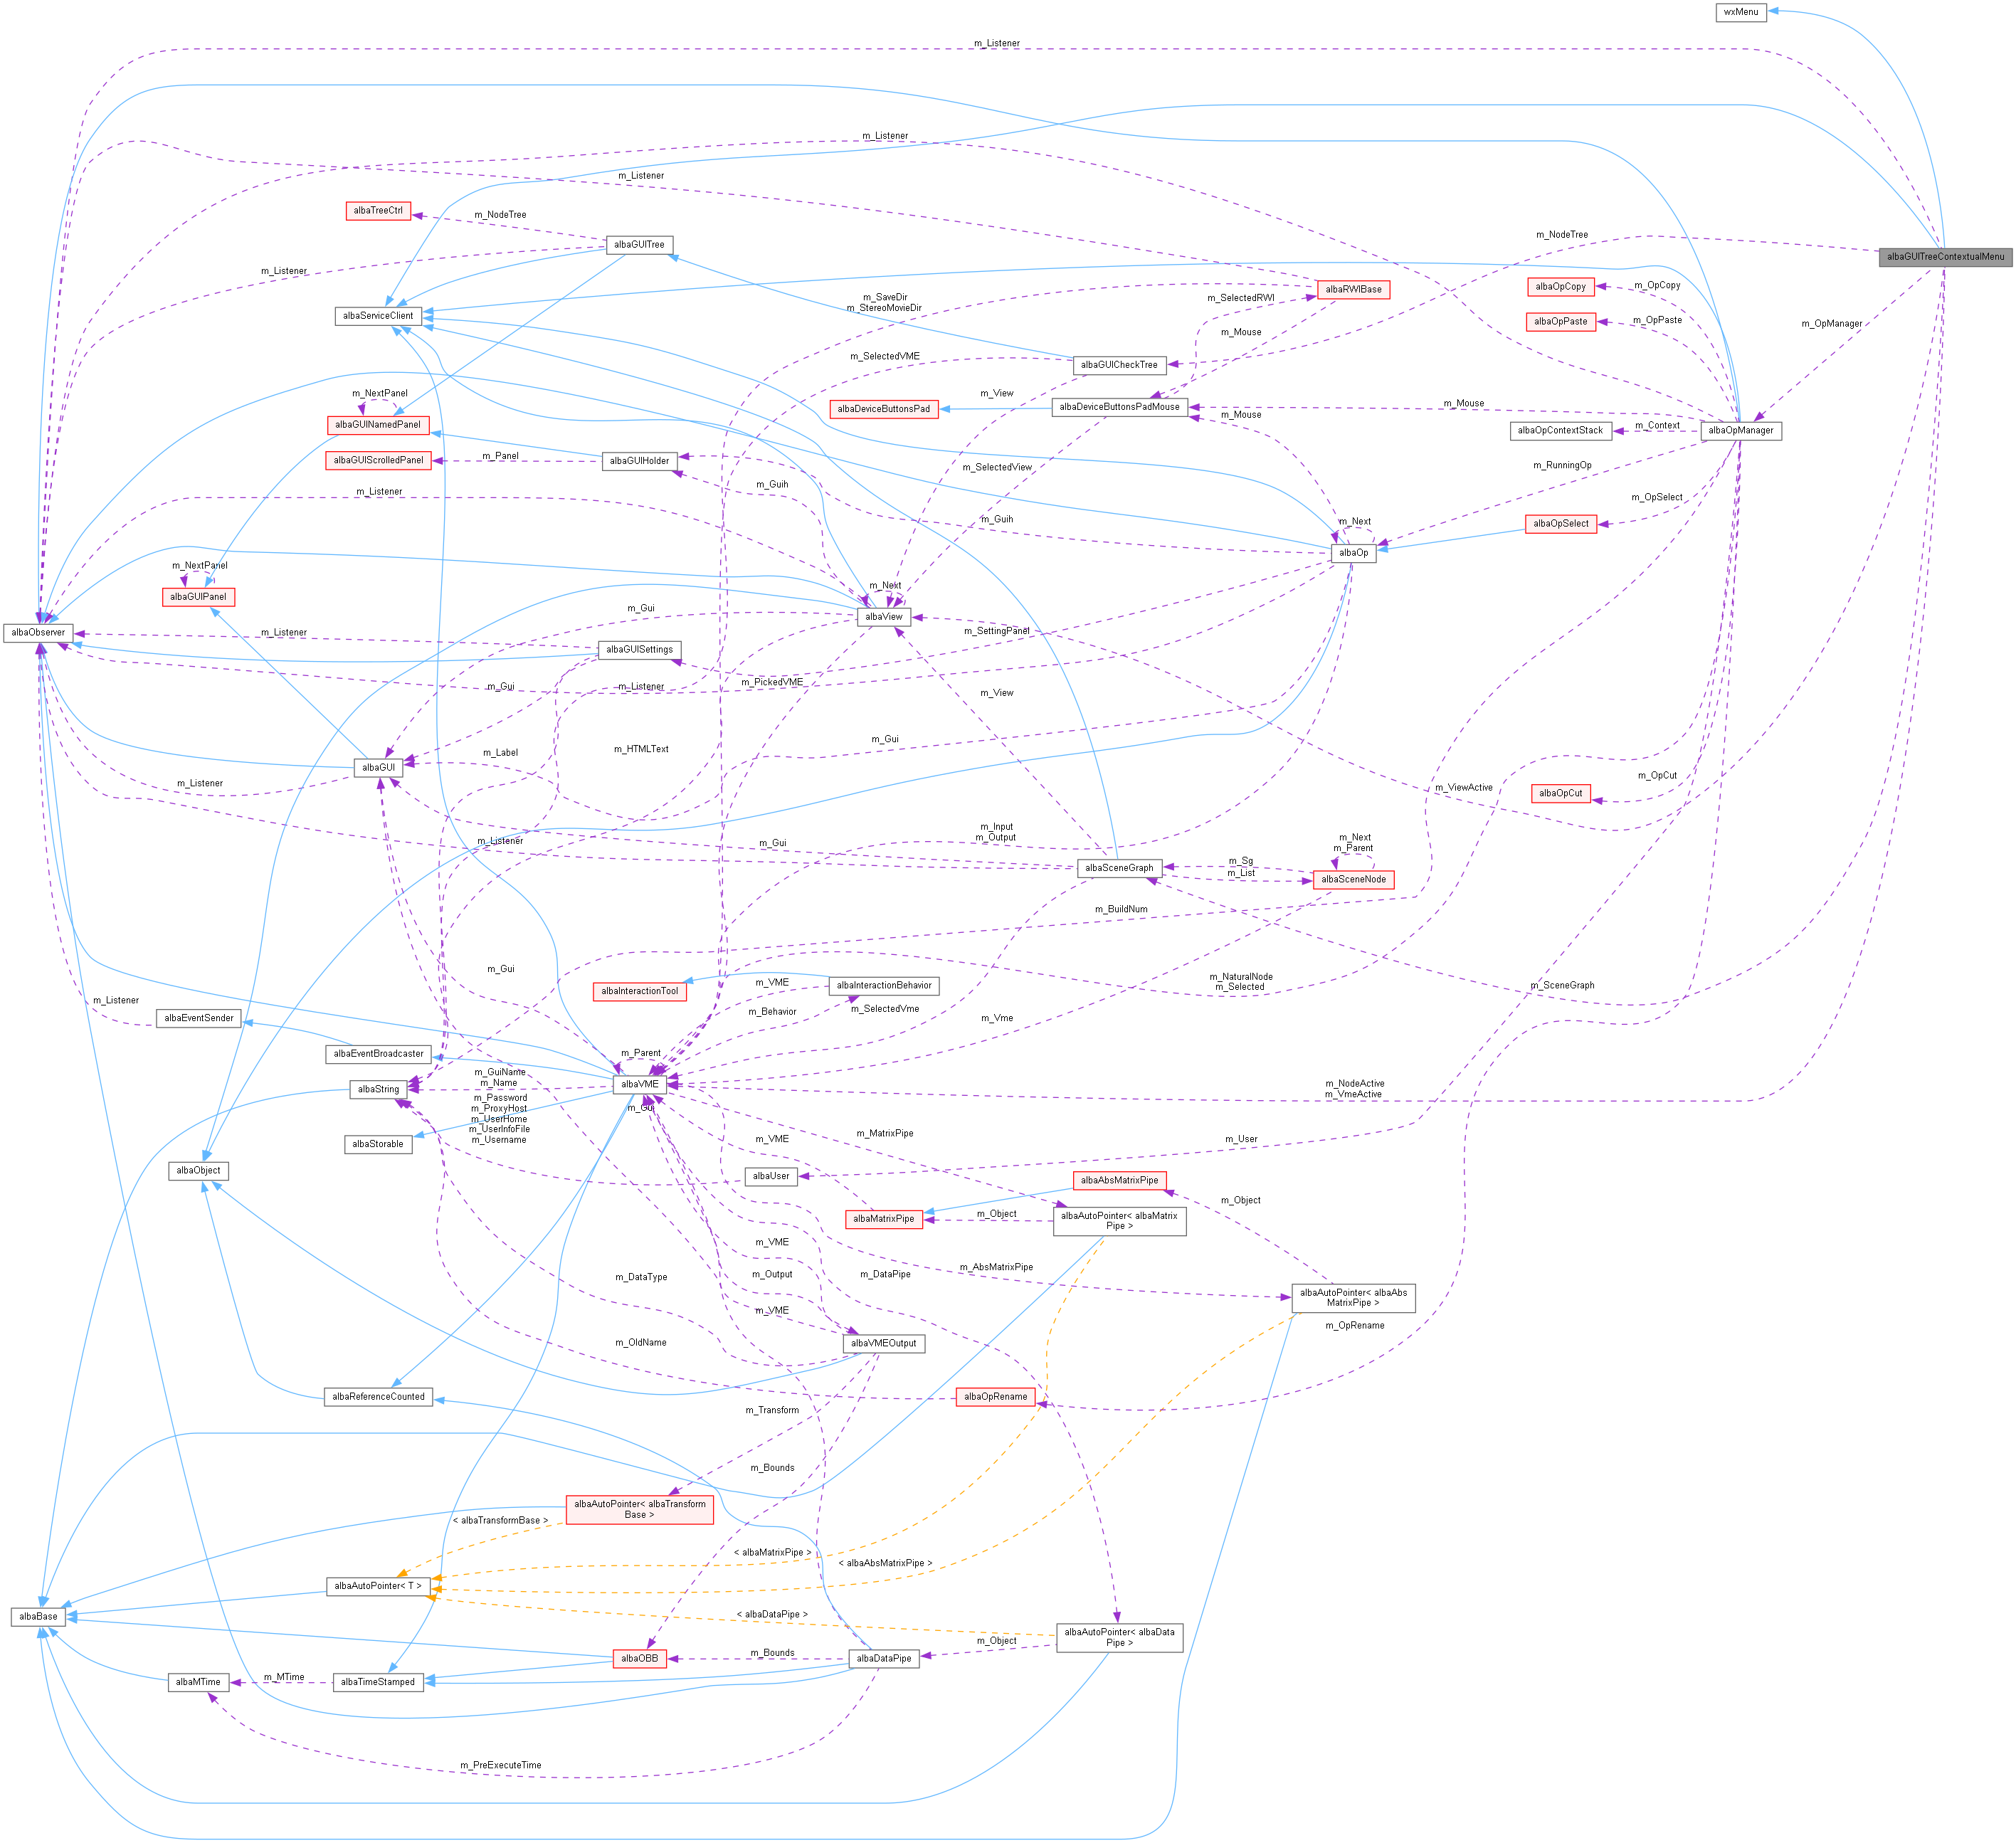 wxMenu
m_Listener
m_Listener
m_Listener
albaTreeCtrl
m_NodeTree
albaGUITree
m_NodeTree
albaGUITreeContextualMenu
m_Listener
m_SaveDir
m_StereoMovieDir
m_SelectedRWI
albaRWIBase
albaOpCopy
m_OpCopy
albaServiceClient
albaOpPaste
m_OpPaste
m_OpManager
m_Mouse
m_SelectedVME
albaGUICheckTree
m_NextPanel
m_View
albaDeviceButtonsPad
albaDeviceButtonsPadMouse
m_Mouse
m_Mouse
albaGUINamedPanel
albaOpContextStack
m_Context
albaOpManager
albaGUIScrolledPanel
m_Panel
albaGUIHolder
m_SelectedView
m_RunningOp
m_Listener
m_Guih
m_OpSelect
m_Guih
m_Next
albaOpSelect
albaOp
m_NextPanel
albaGUIPanel
m_Next
m_Gui
albaView
albaObserver
m_Listener
m_SettingPanel
albaGUISettings
m_Gui
m_Listener
m_PickedVME
m_View
m_Label
m_HTMLText
m_Gui
albaGUI
m_Listener
m_OpCut
albaOpCut
m_ViewActive
m_Input
m_Output
m_Listener
m_Gui
m_Next
m_Parent
albaSceneGraph
m_Sg
m_List
albaSceneNode
m_BuildNum
m_Gui
m_NaturalNode
m_Selected
m_SceneGraph
albaInteractionTool
m_VME
albaInteractionBehavior
m_Listener
m_Behavior
m_SelectedVme
m_Vme
albaEventSender
albaEventBroadcaster
m_Parent
m_GuiName
m_Name
albaVME
albaString
m_NodeActive
m_VmeActive
m_Password
m_ProxyHost
m_UserHome
m_UserInfoFile
m_Username
m_Gui
albaStorable
m_VME
m_MatrixPipe
m_User
albaObject
albaUser
albaAbsMatrixPipe
m_Object
albaMatrixPipe
m_Object
albaAutoPointer< albaMatrix
Pipe >
m_VME
m_DataType
m_Output
m_DataPipe
m_AbsMatrixPipe
albaAutoPointer< albaAbs
MatrixPipe >
m_VME
m_OpRename
albaVMEOutput
m_OldName
albaReferenceCounted
albaOpRename
m_Transform
m_Bounds
albaAutoPointer< albaTransform
Base >
< albaTransformBase >
< albaMatrixPipe >
< albaAbsMatrixPipe >
albaAutoPointer< T >
albaBase
< albaDataPipe >
albaAutoPointer< albaData
Pipe >
m_Object
albaOBB
m_Bounds
albaDataPipe
albaMTime
m_MTime
albaTimeStamped
m_PreExecuteTime